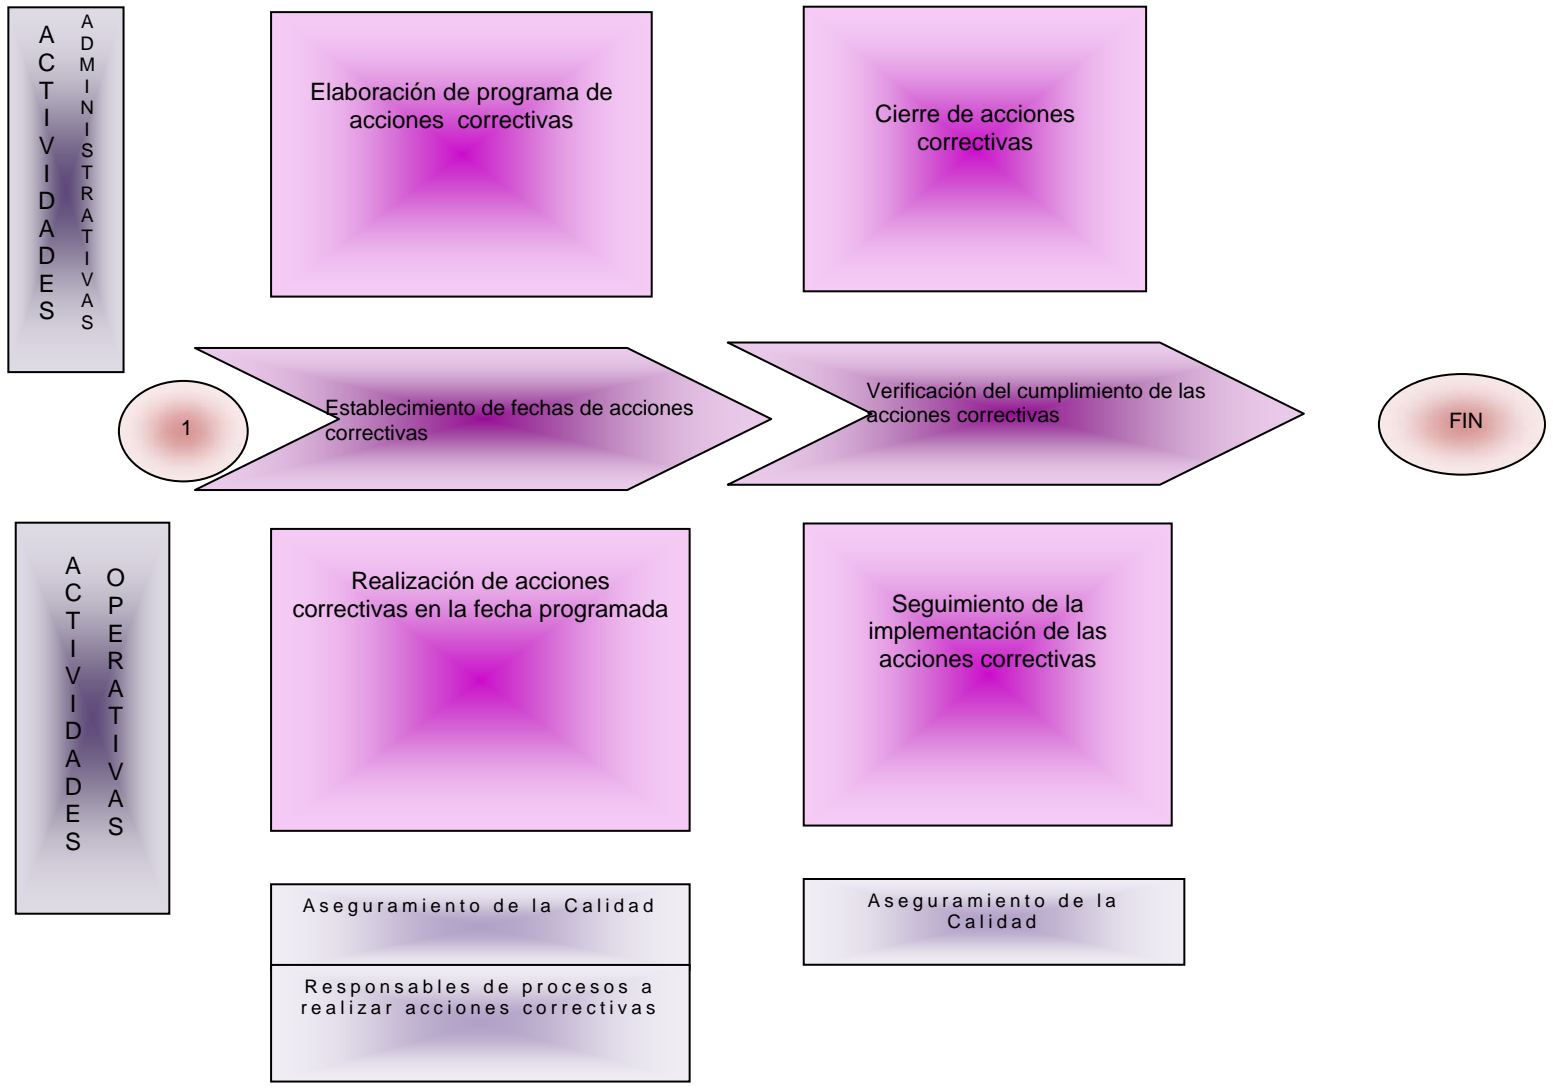 ACTIVIDADES
ADMINISTRATIVAS
Elaboración de programa de
acciones correctivas
Cierre de acciones
correctivas
1
Establecimiento de fechas de acciones
correctivas
Verificación del cumplimiento de las
acciones correctivas
FIN
ACTIVIDADES
OPERATIVAS
Realización de acciones
correctivas en la fecha programada
Seguimiento de la
implementación de las
acciones correctivas
Aseguramiento de la Calidad
Responsables de procesos a
realizar acciones correctivas
Aseguramiento de la
Calidad